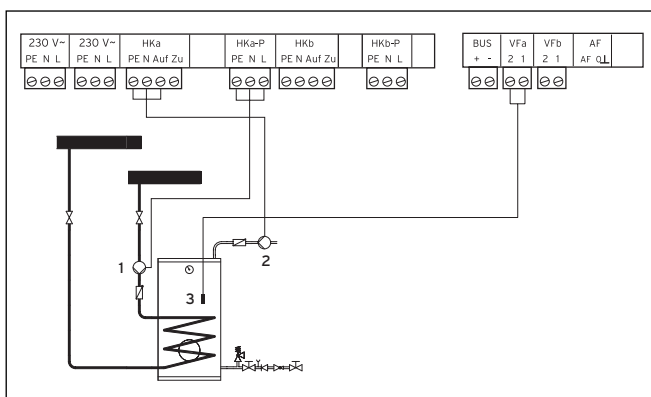 230 V~ 230 V~ HKa HKa-P HKb HKb-P BUS VFa VFb AF
PE N L PE N L PE N Auf Zu PE N L PE N Auf Zu PE N L + - 2 1 2 1 AF 0
1
2
3